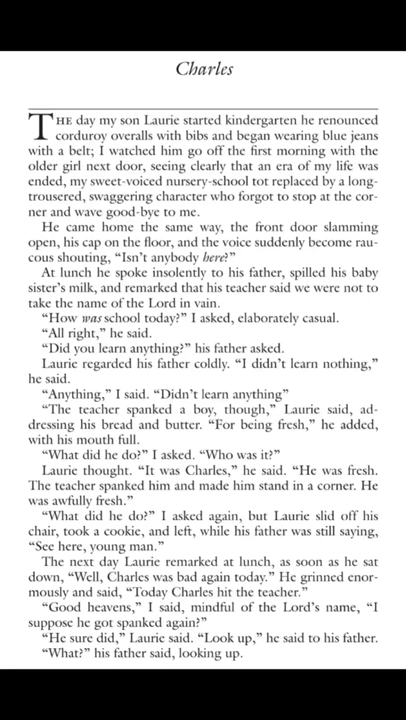 Charles
THE day my son Laurie started kindergarten he renounced
corduroy overalls with bibs and began wearing blue jeans
with a belt; I watched him go off the first morning with the
older girl next door, seeing clearly that an era of my life was
ended, my sweet-voiced nursery-school tot replaced by a long-
trousered, swaggering character who forgot to stop at the cor-
ner and wave good-bye to me.
He came home the same way, the front door slamming
open, his cap on the floor, and the voice suddenly become rau-
cous shouting, “Isn’t anybody here?”
At lunch he spoke insolently to his father, spilled his baby
sister’s milk, and remarked that his teacher said we were not to
take the name of the Lord in vain.
“How was school today?” I asked, elaborately casual.
“All right,” he said.
“Did you learn anything?” his father asked.
Laurie regarded his father coldly. “I didn’t learn nothing,”
he said.
“Anything,” I said. “Didn’t learn anything”
“The teacher spanked a boy, though,” Laurie said, ad-
dressing his bread and butter. “For being fresh,” he added,
with his mouth full.
“What did he do?” I asked. “Who was it?”
Laurie thought. “It was Charles,” he said. “He was fresh.
The teacher spanked him and made him stand in a corner. He
was awfully fresh.”
“What did he do?” I asked again, but Laurie slid off his
chair, took a cookie, and left, while his father was still saying,
“See here, young man.”
The next day Laurie remarked at lunch, as soon as he sat
down, “Well, Charles was bad again today.” He grinned enor-
mously and said, “Today Charles hit the teacher.”
“Good heavens,” I said, mindful of the Lord’s name, “I
suppose he got spanked again?”
“He sure did,” Laurie said. “Look up,” he said to his father.
“What?” his father said, looking up.